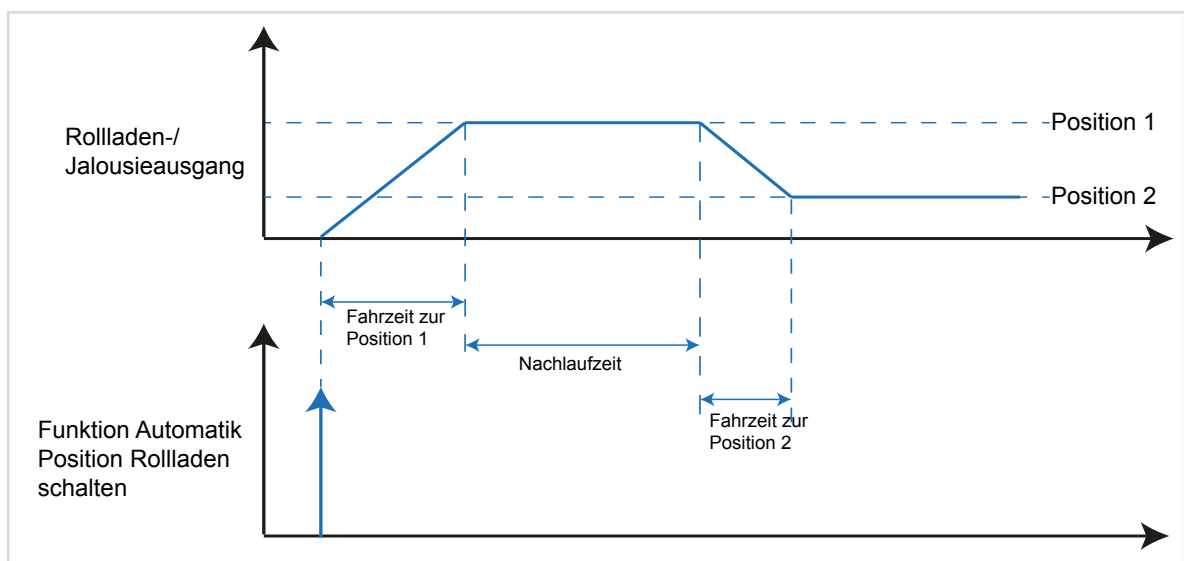 Rollladen-/
Jalousieausgang
Position 1
Position 2
Fahrzeit zur
Position 1
Nachlaufzeit
Fahrzeit zur
Position 2
Funktion Automatik
Position Rollladen
schalten